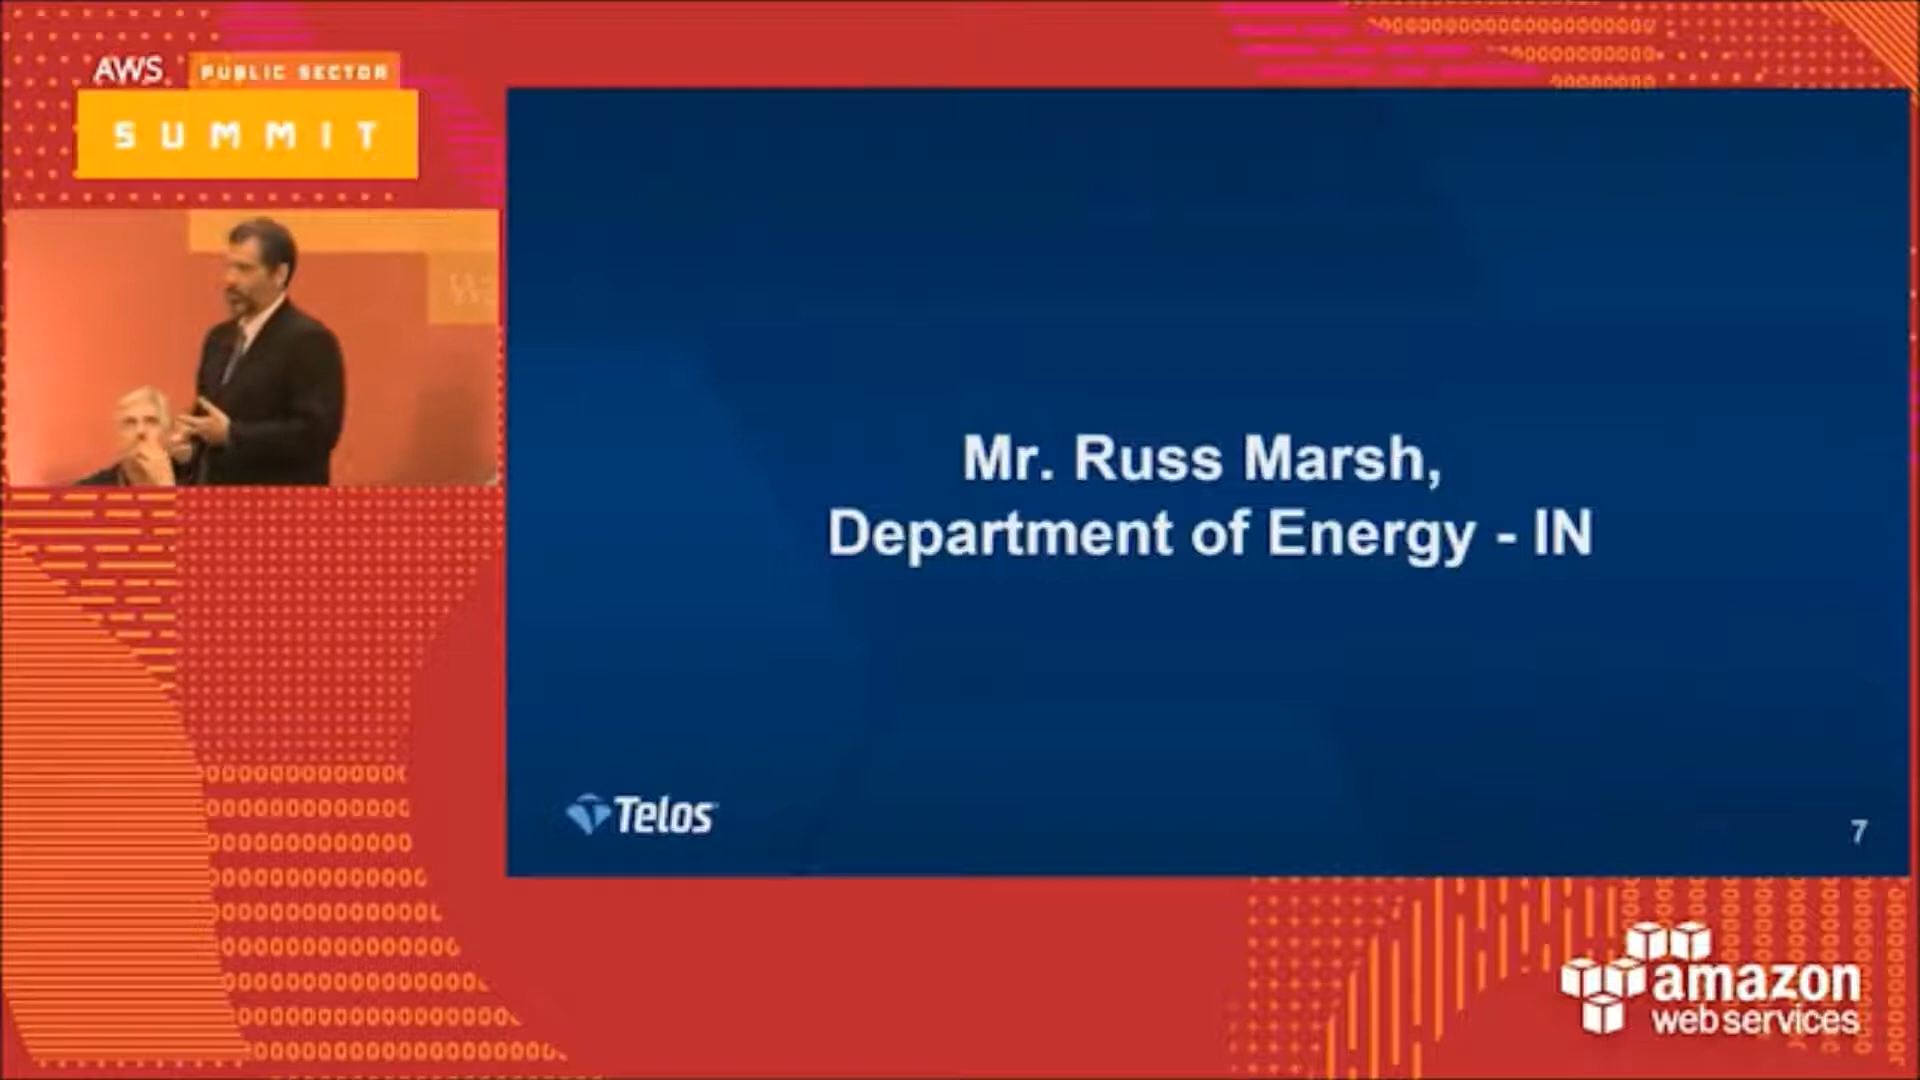 AWS PUBLIC SECTOR
SUMMIT
Mr. Russ Marsh,
Department of Energy - IN
Telos
7
amazon
web services